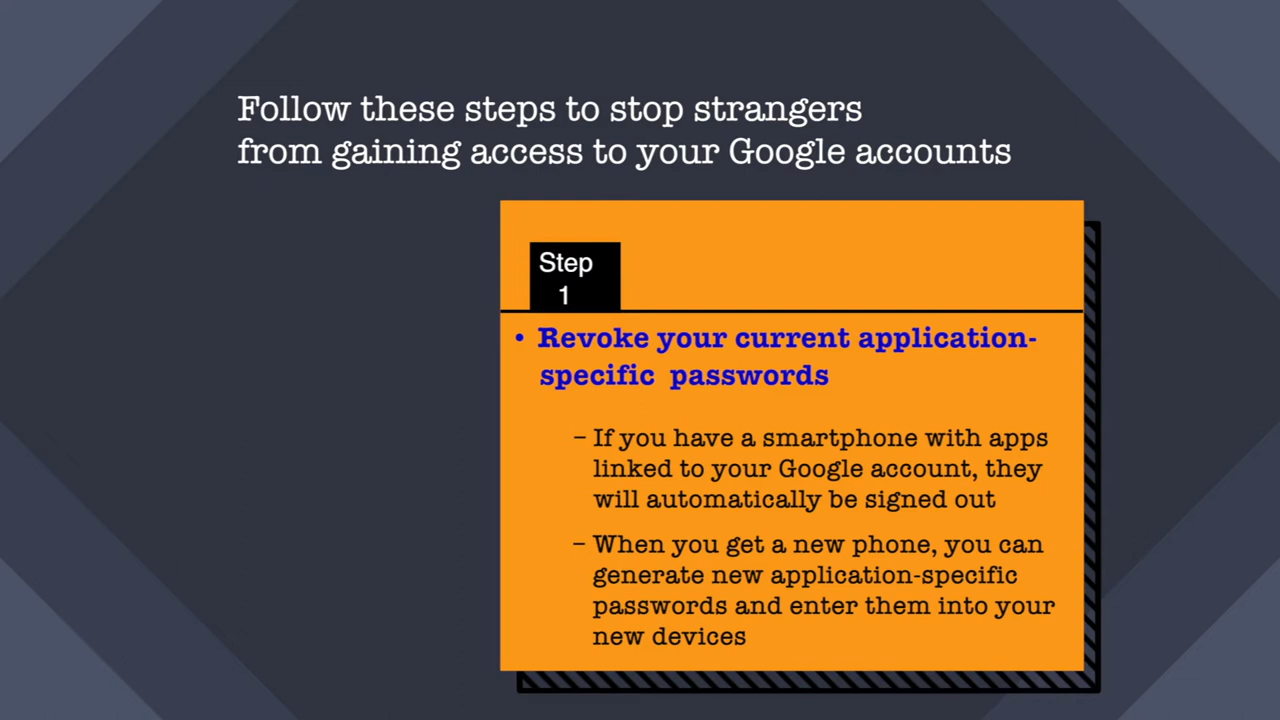 Follow these steps to stop strangers
from gaining access to your Google accounts
Step
1
• Revoke your current application-
specific passwords
– If you have a smartphone with apps
linked to your Google account, they
will automatically be signed out
– When you get a new phone, you can
generate new application-specific
passwords and enter them into your
new devices